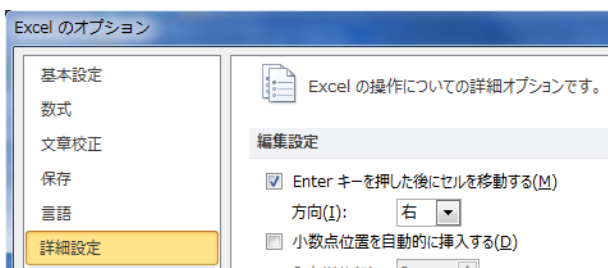 Excel のオプション
基本設定
数式
文章校正
保存
言語
詳細設定
Excel の操作についての詳細オプションです。
編集設定
Enter キーを押した後にセルを移動する(M)
方向(I): 右
小数点位置を自動的に挿入する(D)